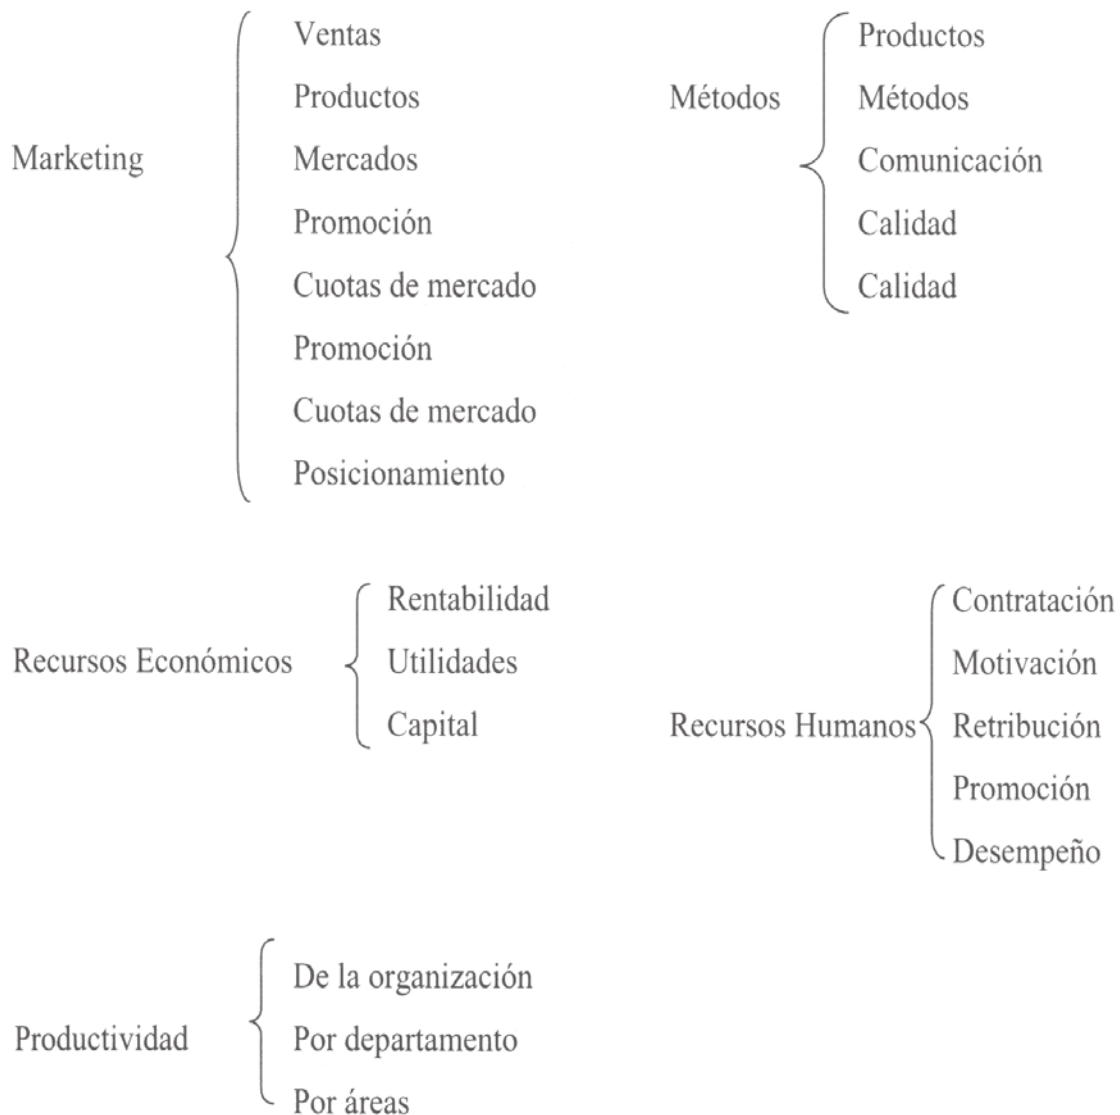 Marketing
Ventas
Productos
Mercados
Promoción
Cuotas de mercado
Promoción
Cuotas de mercado
Posicionamiento
Métodos
Productos
Métodos
Comunicación
Calidad
Calidad
Recursos Económicos
Rentabilidad
Utilidades
Capital
Recursos Humanos
Contratación
Motivación
Retribución
Promoción
Desempeño
Productividad
De la organización
Por departamento
Por áreas